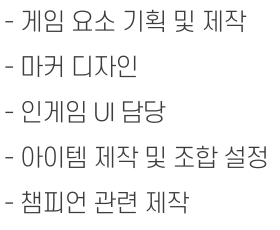 - 게임 요소 기획 및 제작
- 마커 디자인
- 인게임 UI 담당
- 아이템 제작 및 조합 설정
- 챔피언 관련 제작